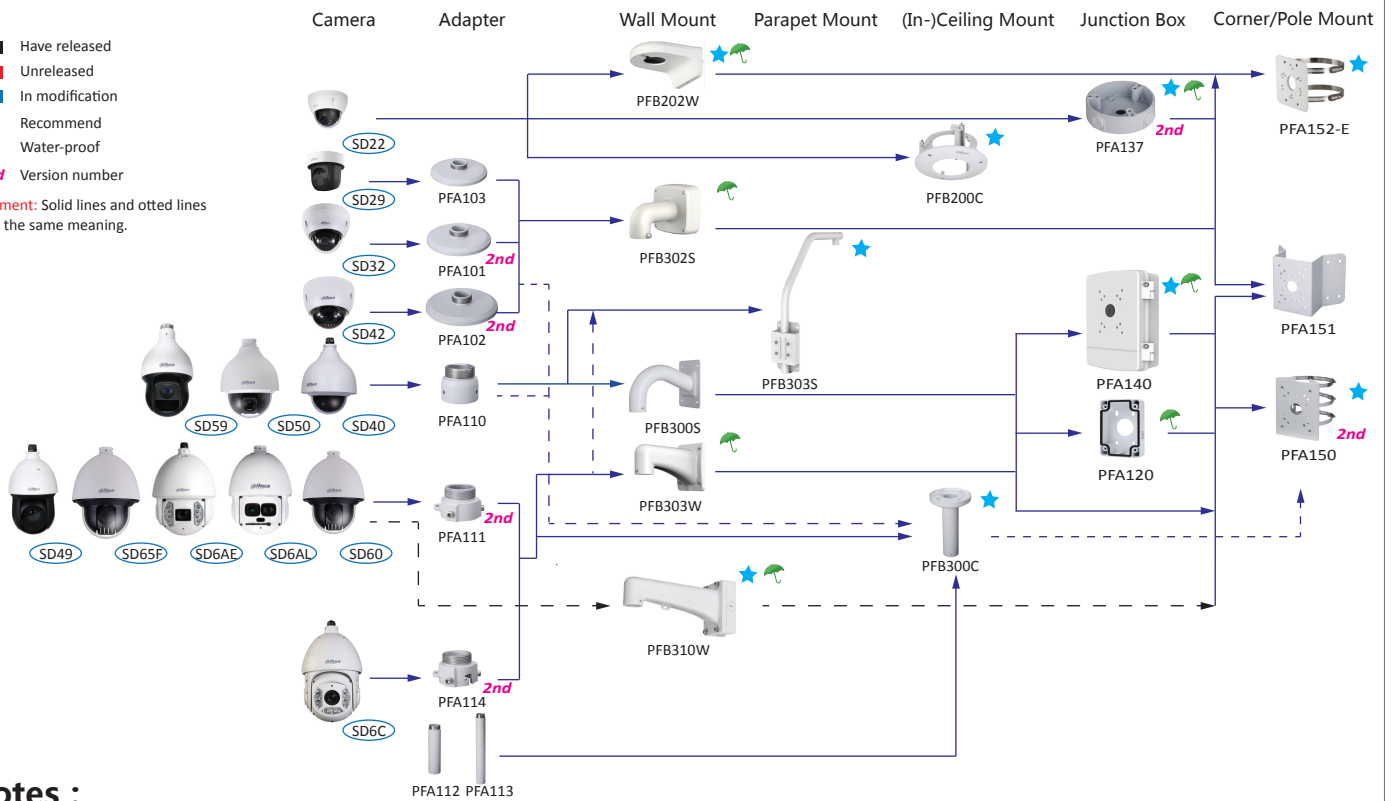 Camera Adapter Wall Mount Parapet Mount (In-)Ceiling Mount Junction Box Corner/Pole Mount
Have released
Unreleased
In modification
Recommend
Water-proof
d Version number
ment: Solid lines and otted lines
the same meaning.
PFB202W
SD22
PFA137
2nd
PFA152-E
SD29
PFA103
PFB200C
SD32
PFA101
2nd
PFB302S
SD42
PFA102
2nd
PFA151
PFB303S
PFA140
SD59
SD50
SD40
PFA110
PFB300S
2nd
PFA150
PFA120
PFB303W
SD49
SD65F
SD6AE
SD6AL
SD60
PFA111
2nd
PFB300C
PFB310W
SD6C
PFA114
2nd
PFA112 PFA113
otes :